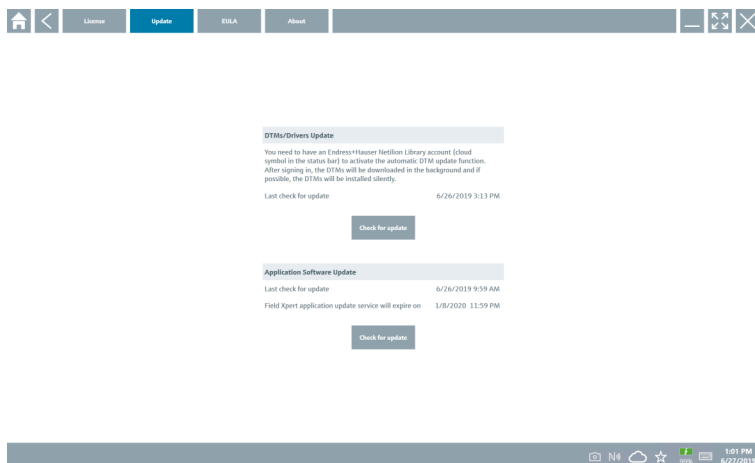 License Update EULA About
DTMs/Drivers Update
You need to have an Endress+Hauser Netilion Library account (cloud
symbol in the status bar) to activate the automatic DTM update function.
After signing in, the DTMs will be downloaded in the background and if
possible, the DTMs will be installed silently.
Last check for update 6/26/2019 3:13 PM
Check for update
Application Software Update
Last check for update 6/26/2019 9:59 AM
Field Xpert application update service will expire on 1/8/2020 11:59 PM
Check for update
1:01 PM
99% 6/27/2019